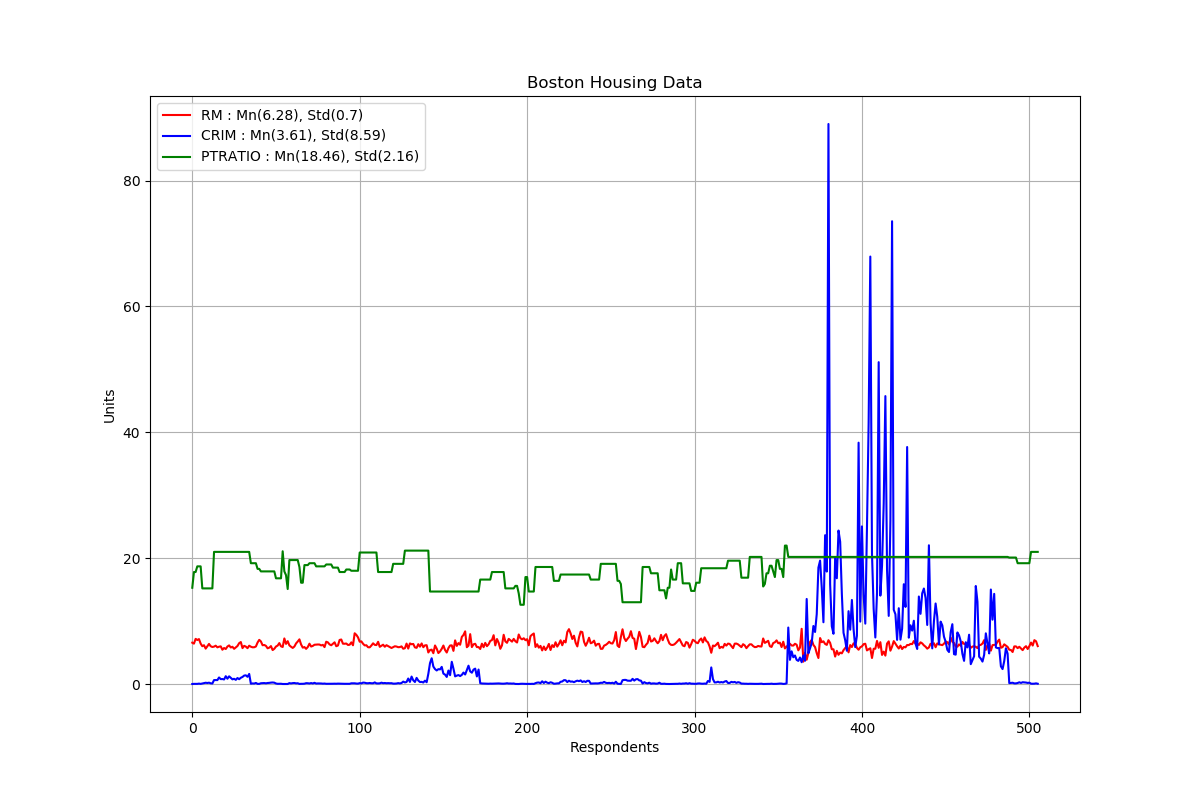 Boston Housing Data
RM : Mn(6.28), Std(0.7)
CRIM : Mn(3.61), Std(8.59)
PTRATIO : Mn(18.46), Std(2.16)
80
60
40
20
0
Units
0 100 200 300 400 500
Respondents